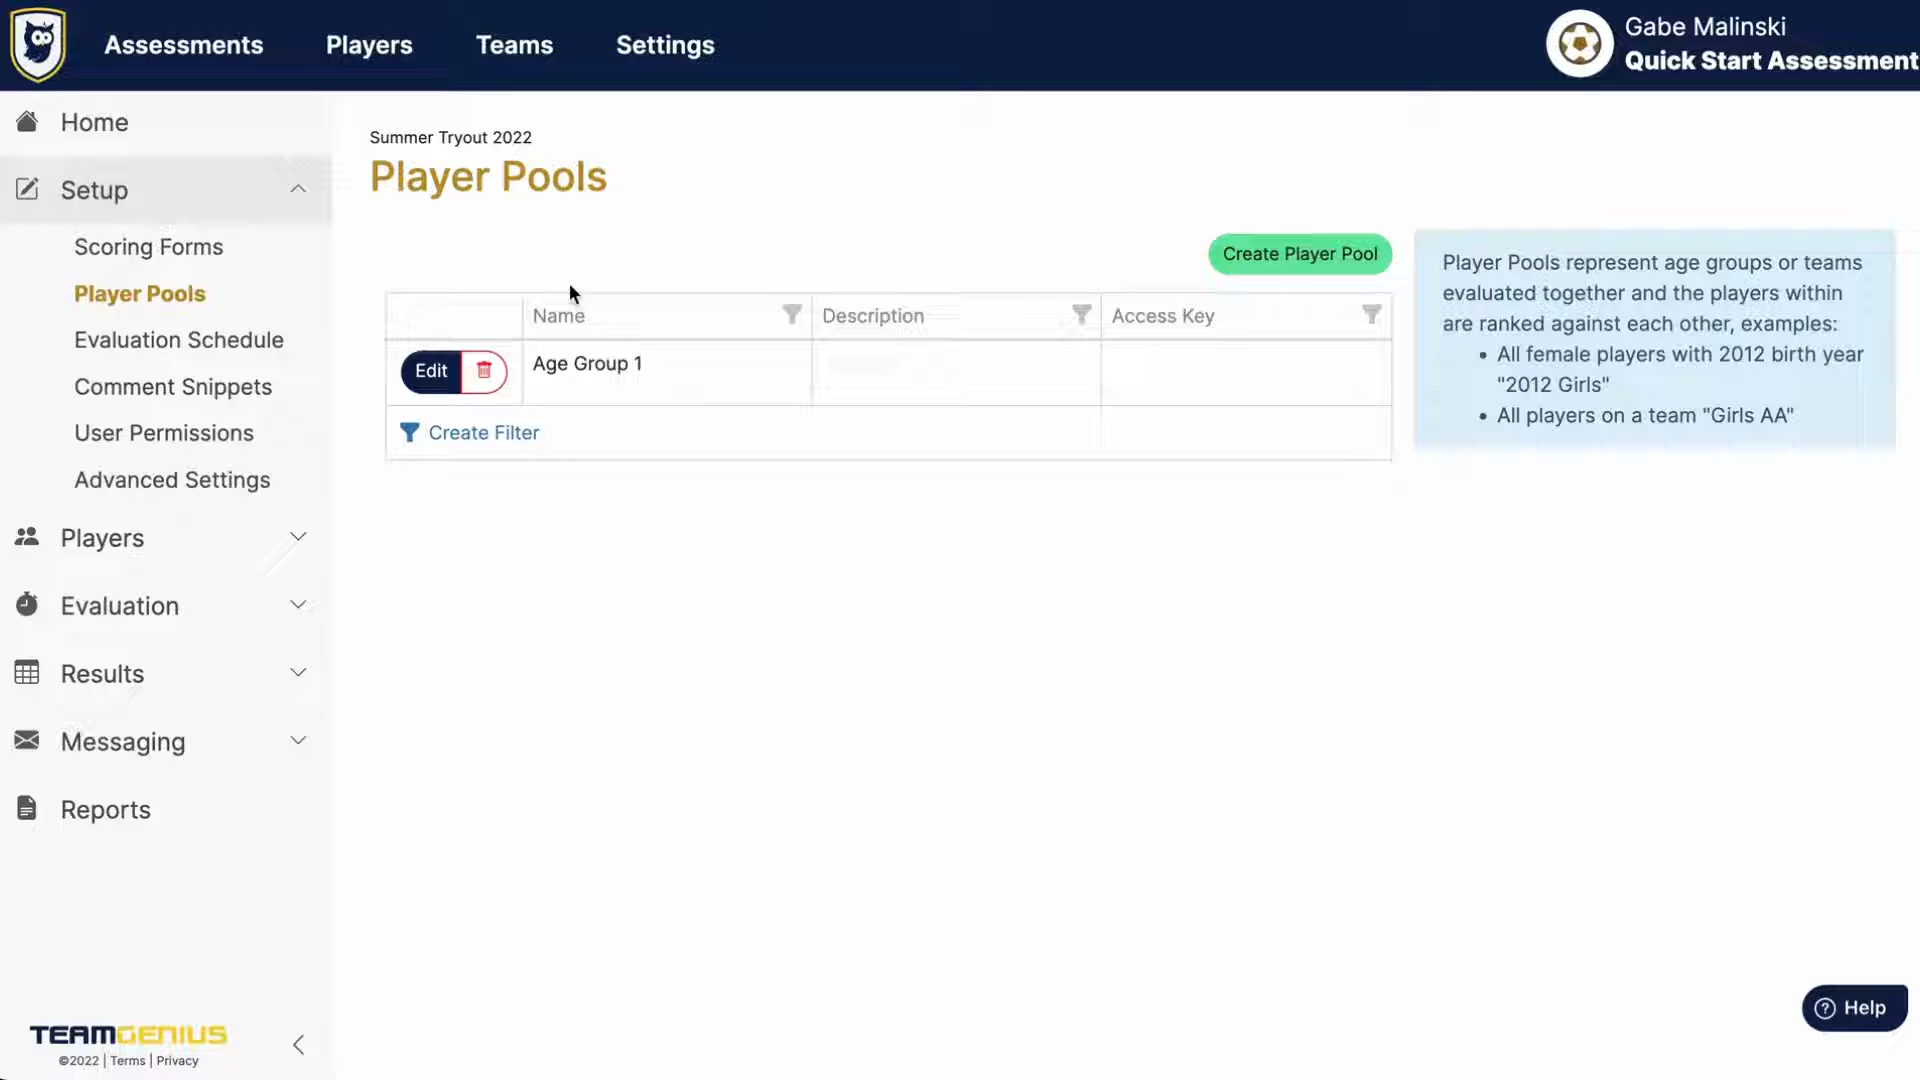 Assessments
Players
Teams
Settings
Gabe Malinski
Quick Start Assessment
Home
Setup
Scoring Forms
Player Pools
Evaluation Schedule
Comment Snippets
User Permissions
Advanced Settings
Players
Evaluation
Results
Messaging
Reports
TEAMGENIUS
©2022 | Terms | Privacy
Summer Tryout 2022
Player Pools
Create Player Pool
Name
Description
Access Key
Edit
Age Group 1
Create Filter
Player Pools represent age groups or teams
evaluated together and the players within
are ranked against each other, examples:
• All female players with 2012 birth year
"2012 Girls"
• All players on a team "Girls AA"
Help